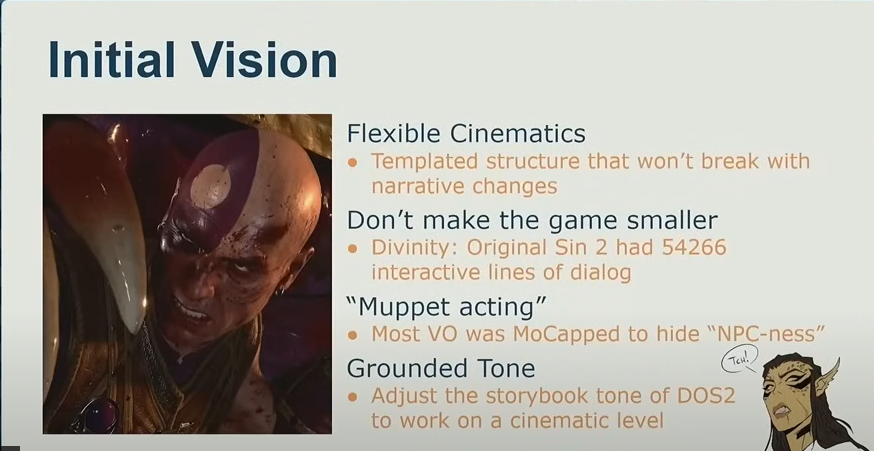 Initial Vision
Flexible Cinematics
• Templated structure that won't break with
narrative changes
Don't make the game smaller
• Divinity: Original Sin 2 had 54266
interactive lines of dialog
"Muppet acting"
• Most VO was MoCapped to hide "NPC-ness"
Grounded Tone
• Adjust the storybook tone of DOS2
to work on a cinematic level
TCH!